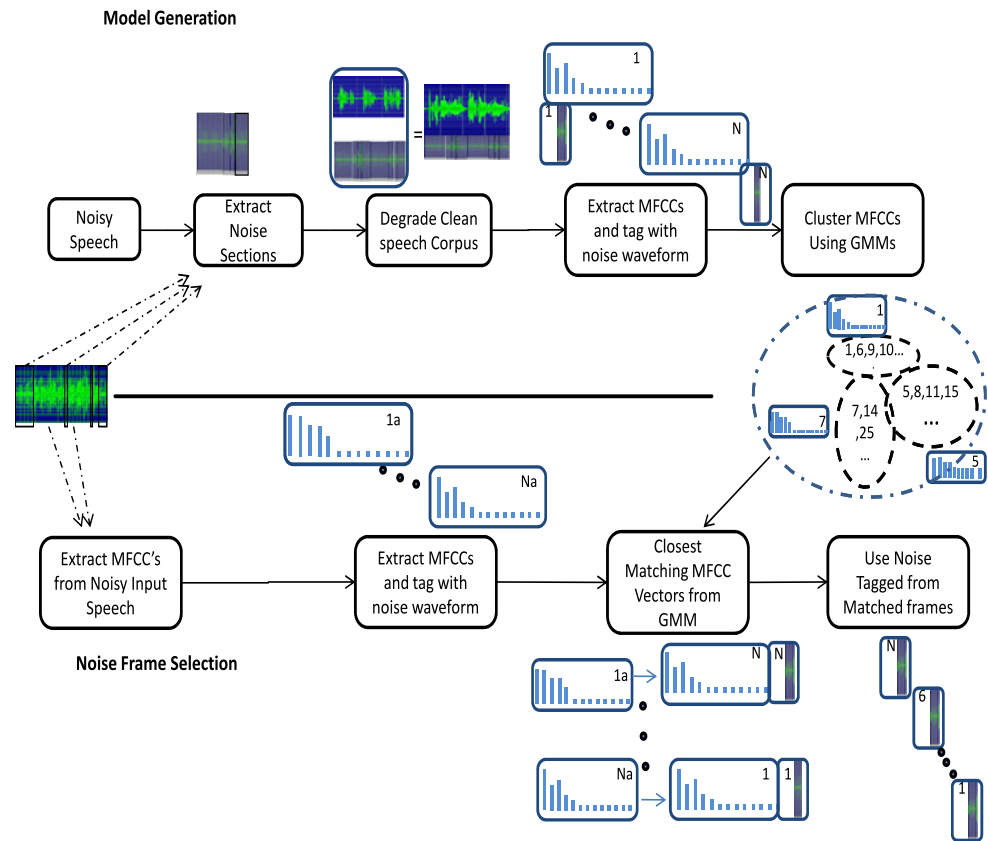 Model Generation
1
1
N
N
=
Noisy
Speech
Extract
Noise
Sections
Degrade Clean
speech Corpus
Extract MFCCs
and tag with
noise waveform
Cluster MFCCs
Using GMMs
1
1,6,9,10...
5,8,11,15
...
7,14
,25
...
7
5
1a
Na
Extract MFCC's
from Noisy Input
Speech
Extract MFCCs
and tag with
noise waveform
Closest
Matching MFCC
Vectors from
GMM
Use Noise
Tagged from
Matched frames
Noise Frame Selection
1a
N
N
Na
1
1
N
6
1